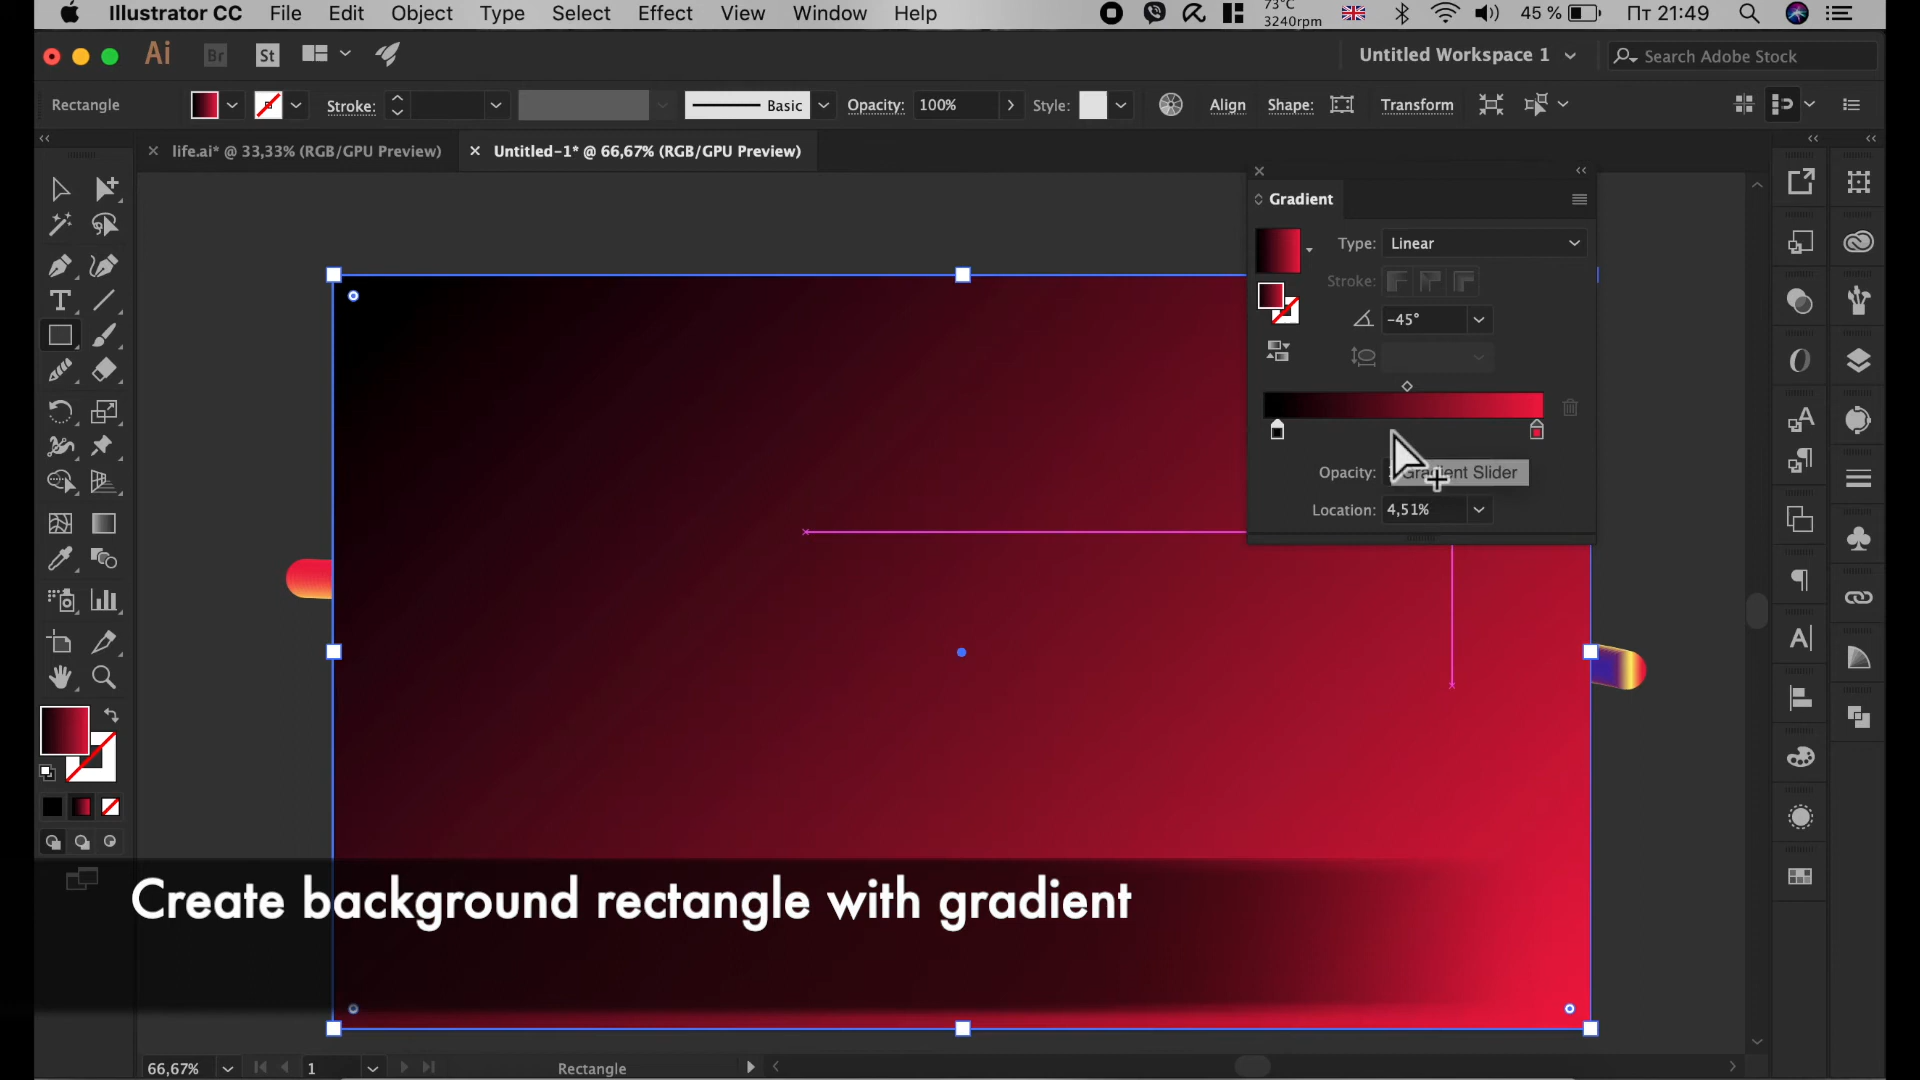 Illustrator CC File Edit Object Type Select Effect View Window Help
73°C
3240rpm
45 % Пт 21:49
Ai Br St
Untitled Workspace 1
Search Adobe Stock
Rectangle
Stroke:
Basic
Opacity: 100%
Style:
Align
Shape:
Transform
life.ai* @ 33,33% (RGB/GPU Preview)
Untitled-1* @ 66,67% (RGB/GPU Preview)
Gradient
Type: Linear
Stroke:
-45°
Opacity:
Gradient Slider
Location: 4,51%
Create background rectangle with gradient
66,67%
1
Rectangle